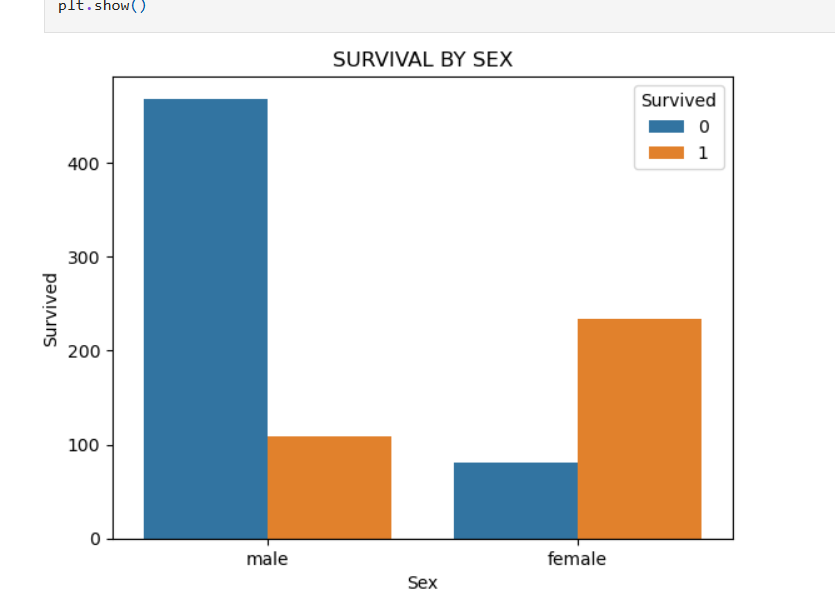 plt.show()
SURVIVAL BY SEX
Survived
0
1
400
300
200
100
0
Survived
male
female
Sex